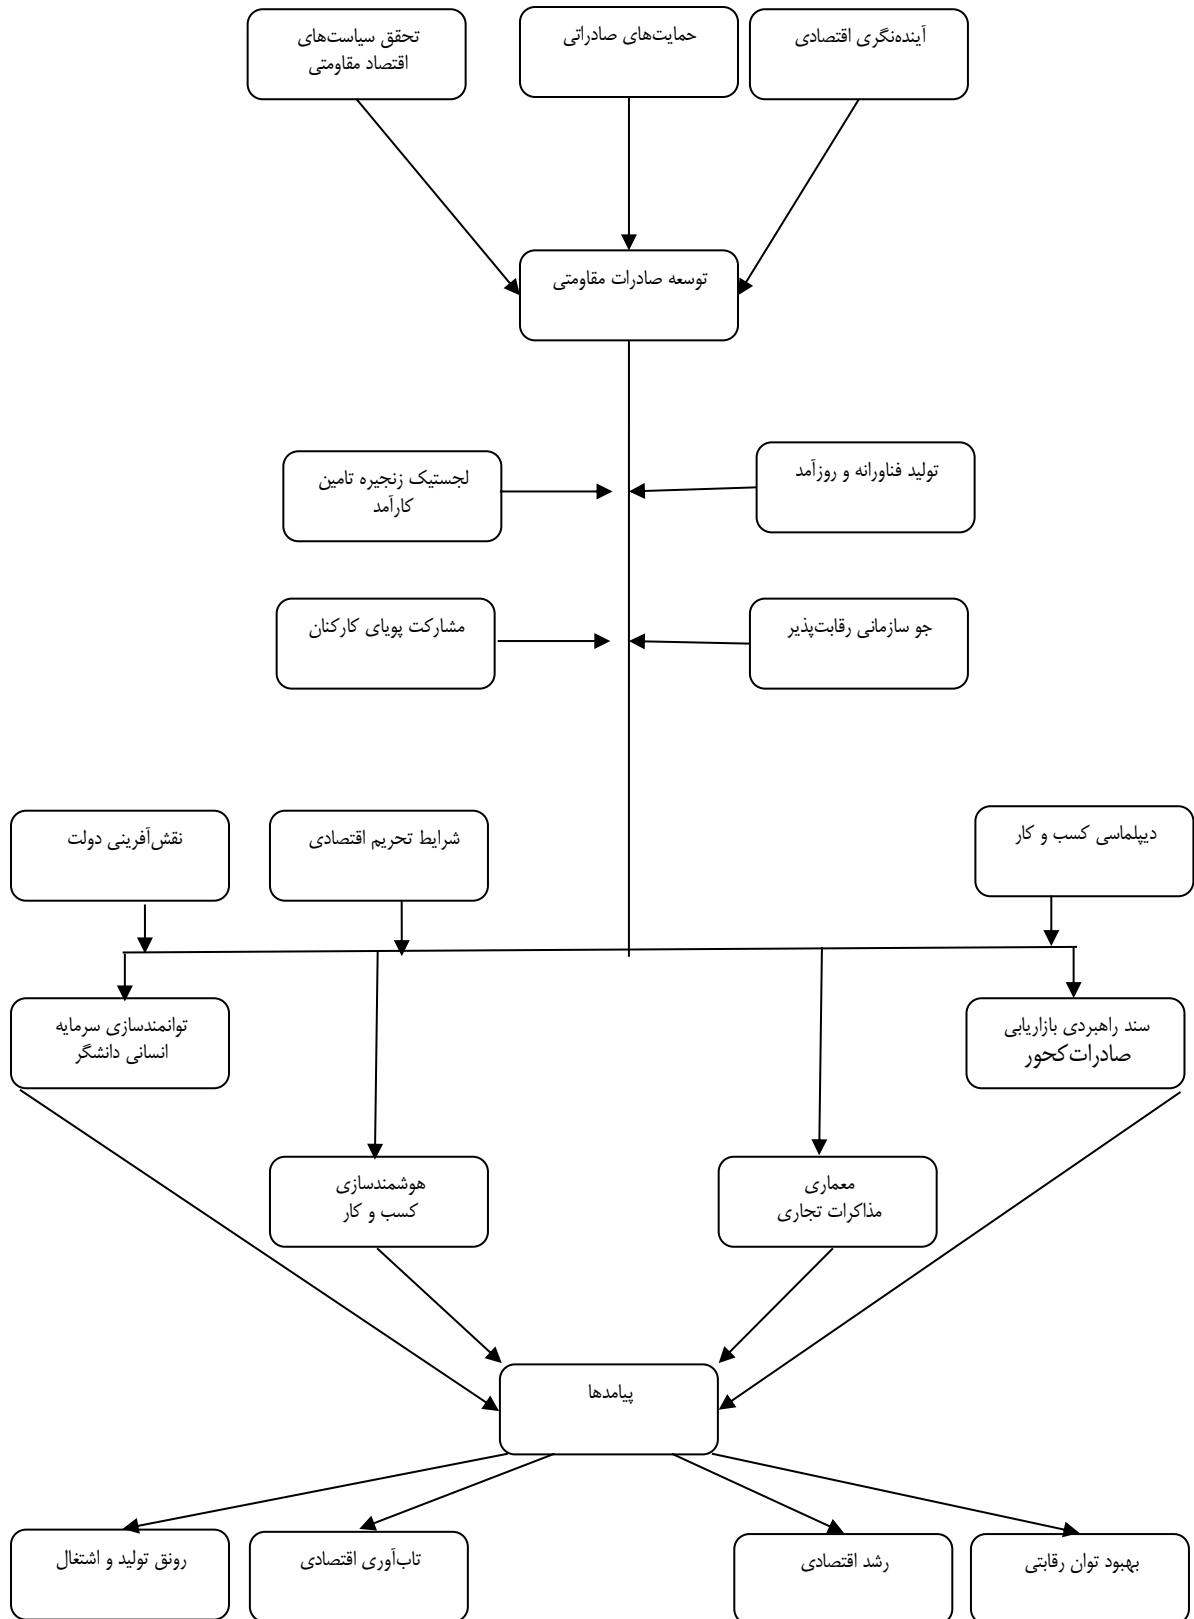 آینده‌نگری اقتصادی
حمایت‌های صادراتی
تحقق سیاست‌های
اقتصاد مقاومتی
توسعه صادرات مقاومتی
تولید فناورانه و روزآمد
لجستیک زنجیره تامین
کارآمد
جو سازمانی رقابت‌پذیر
مشارکت پویای کارکنان
دیپلماسی کسب و کار
شرایط تحریم اقتصادی
نقش‌آفرینی دولت
سند راهبردی بازاریابی
صادرات‌کحور
توانمندسازی سرمایه
انسانی دانشگر
معماری
مذاکرات تجاری
هوشمندسازی
کسب و کار
پیامدها
بهبود توان رقابتی
رشد اقتصادی
تاب‌آوری اقتصادی
رونق تولید و اشتغال